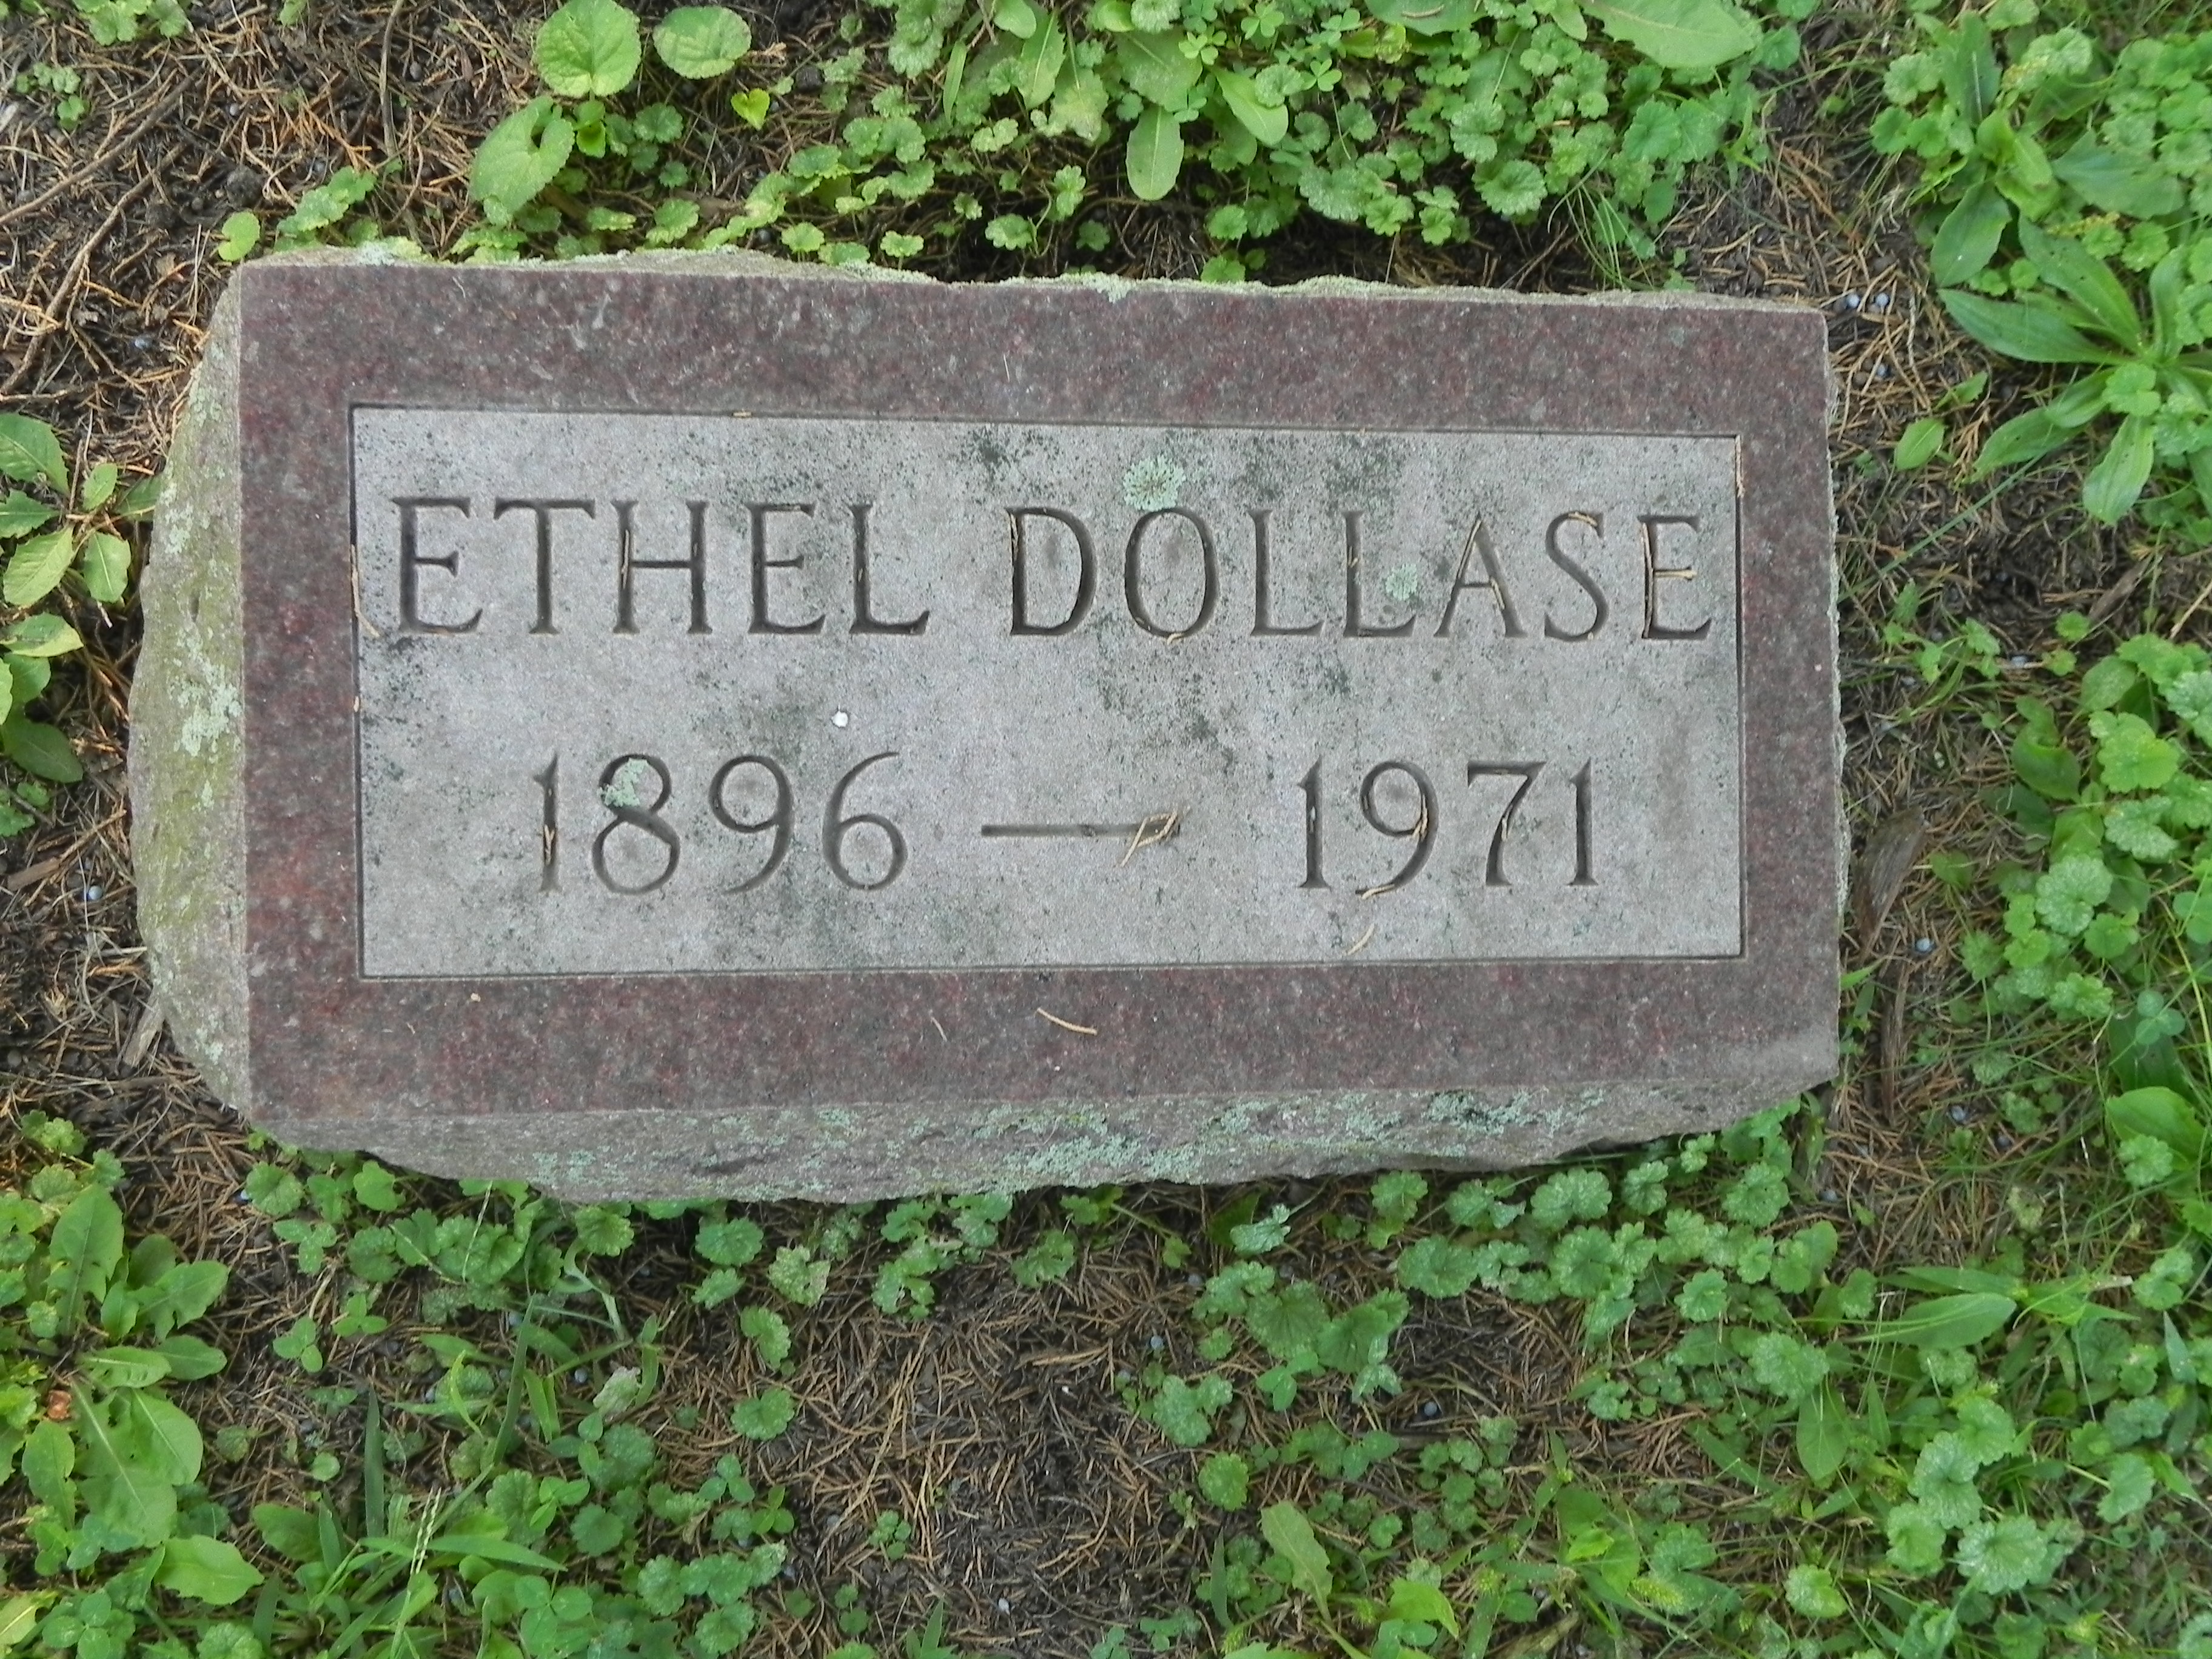 ETHEL DOLLASE
1896 — 1971